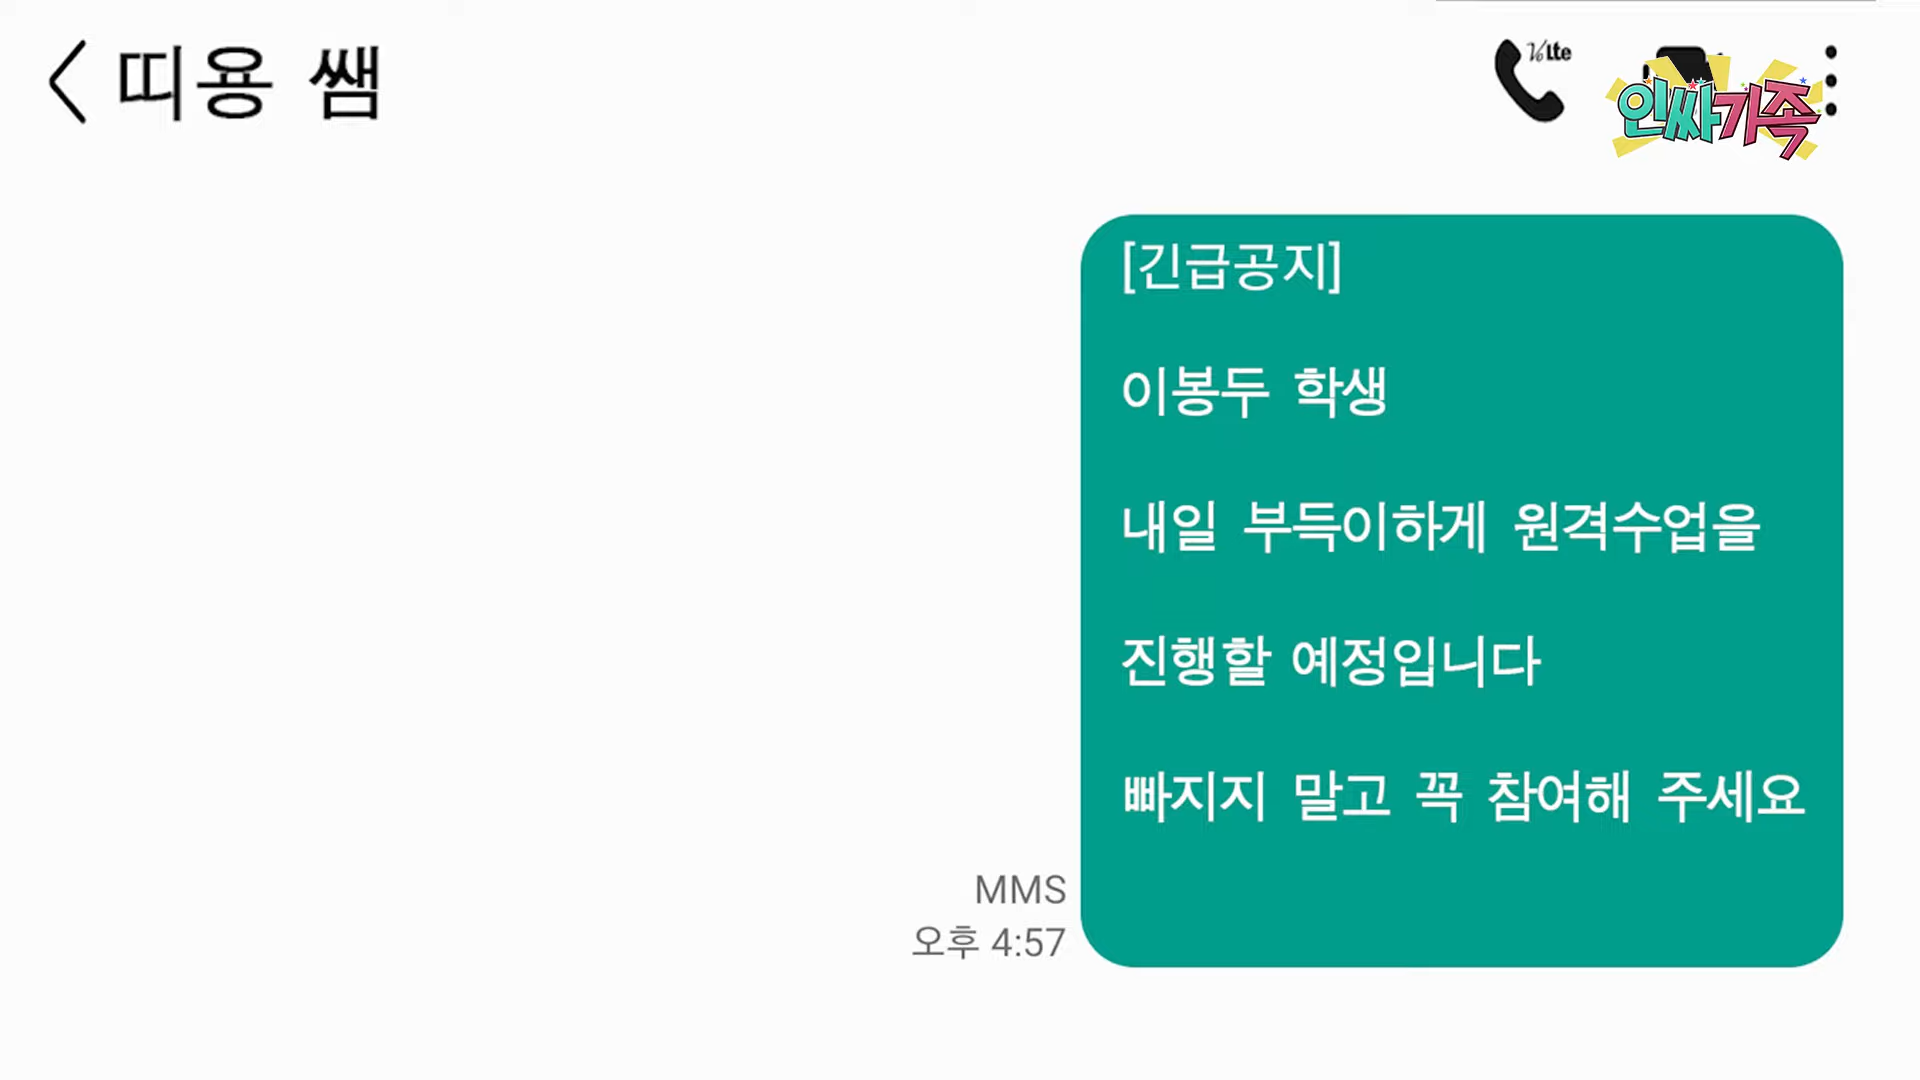 띠용 쌤
VoLte
인싸가족
[긴급공지]
이봉두 학생
내일 부득이하게 원격수업을
진행할 예정입니다
빠지지 말고 꼭 참여해 주세요
MMS
오후 4:57